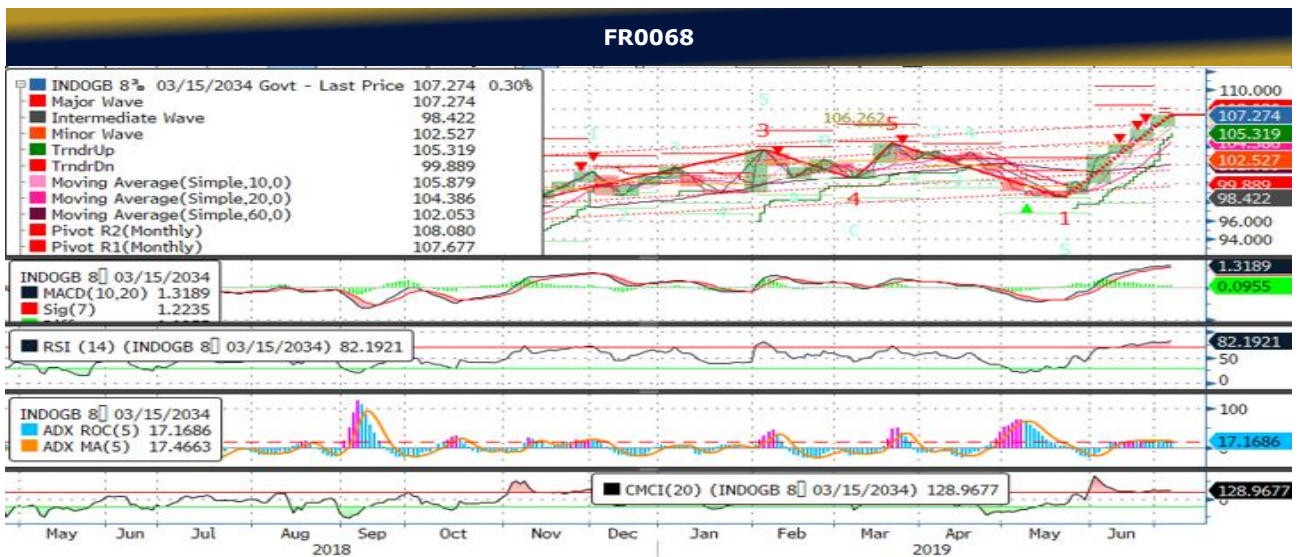 FR0068
INDOGB 8⅜ 03/15/2034 Govt - Last Price 107.274 0.30%
Major Wave 107.274
Intermediate Wave 98.422
Minor Wave 102.527
TrndrUp 105.319
TrndrDn 99.889
Moving Average(Simple,10,0) 105.879
Moving Average(Simple,20,0) 104.386
Moving Average(Simple,60,0) 102.053
Pivot R2(Monthly) 108.080
Pivot R1(Monthly) 107.677
106.262
3
5
4
1
5
C
5
110.000
107.274
105.319
104.386
102.527
99.889
98.422
96.000
94.000
INDOGB 8 03/15/2034
MACD(10,20) 1.3189
Sig(7) 1.2235
1.3189
0.0955
RSI (14) (INDOGB 8 03/15/2034) 82.1921
82.1921
50
0
INDOGB 8 03/15/2034
ADX ROC(5) 17.1686
ADX MA(5) 17.4663
100
17.1686
CMCI(20) (INDOGB 8 03/15/2034) 128.9677
128.9677
May Jun Jul Aug Sep Oct Nov Dec Jan Feb Mar Apr May Jun
2018 2019